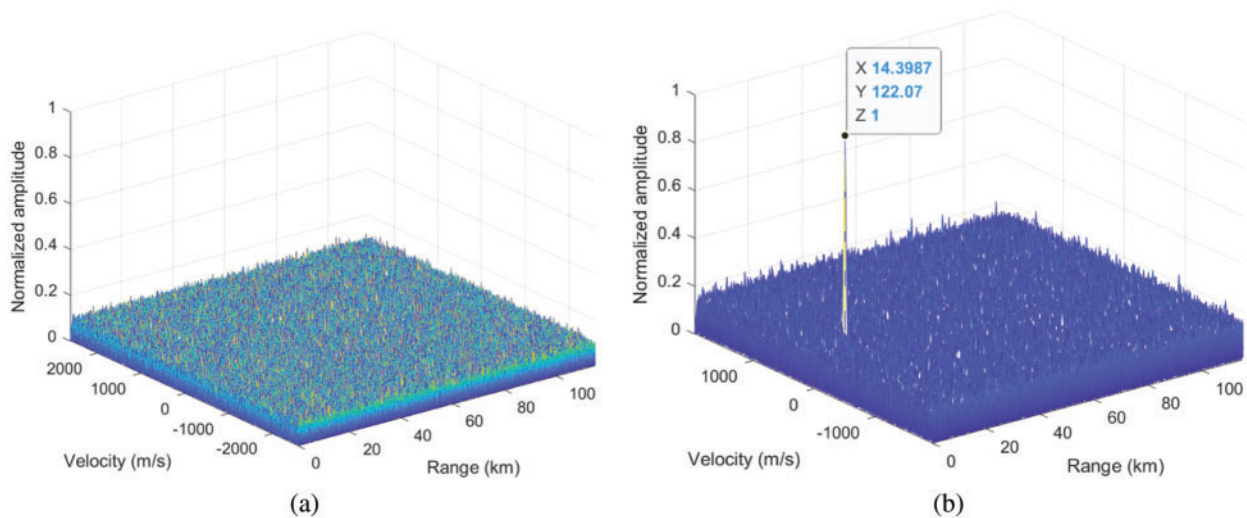 1
0.8
0.6
0.4
0.2
0
Normalized amplitude
2000
1000
0
-1000
-2000
Velocity (m/s)
0
20
40
60
80
100
Range (km)
(a)
X 14.3987
Y 122.07
Z 1
1
0.8
0.6
0.4
0.2
0
Normalized amplitude
1000
0
-1000
Velocity (m/s)
0
20
40
60
80
100
Range (km)
(b)